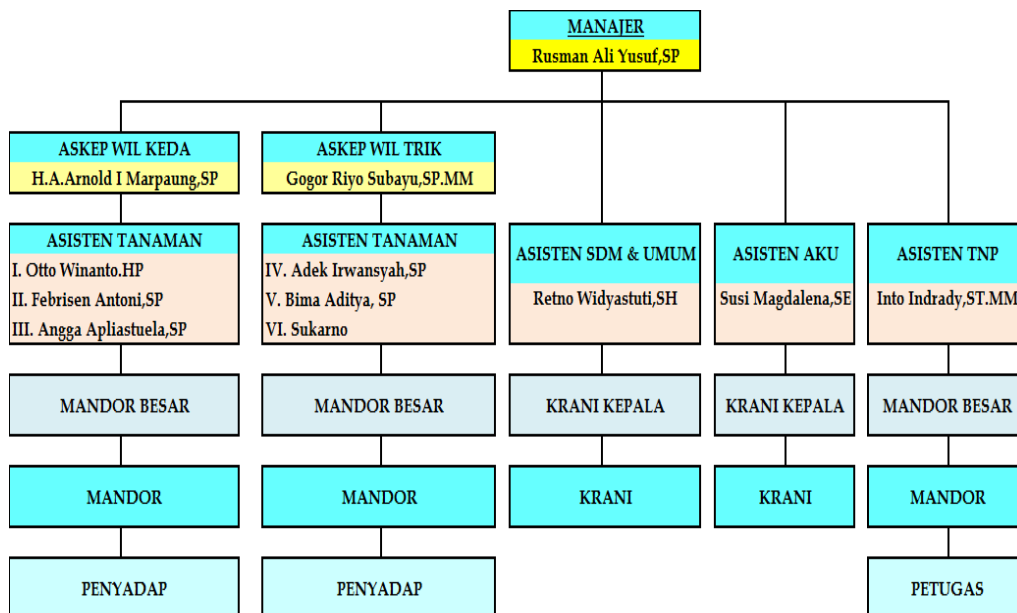 MANAJER
Rusman Ali Yusuf,SP
ASKEP WIL KEDA
H.A.Arnold I Marpaung,SP
ASKEP WIL TRIK
Gogor Riyo Subayu,SP.MM
ASISTEN TANAMAN
I. Otto Winanto.HP
II. Febrisen Antoni,SP
III. Angga Apliastuela,SP
ASISTEN TANAMAN
IV. Adek Irwansyah,SP
V. Bima Aditya, SP
VI. Sukarno
ASISTEN SDM & UMUM
Retno Widyastuti,SH
ASISTEN AKU
Susi Magdalena,SE
ASISTEN TNP
Into Indrady,ST.MM
MANDOR BESAR
MANDOR BESAR
KRANI KEPALA
KRANI KEPALA
MANDOR BESAR
MANDOR
MANDOR
KRANI
KRANI
MANDOR
PENYADAP
PENYADAP
PETUGAS